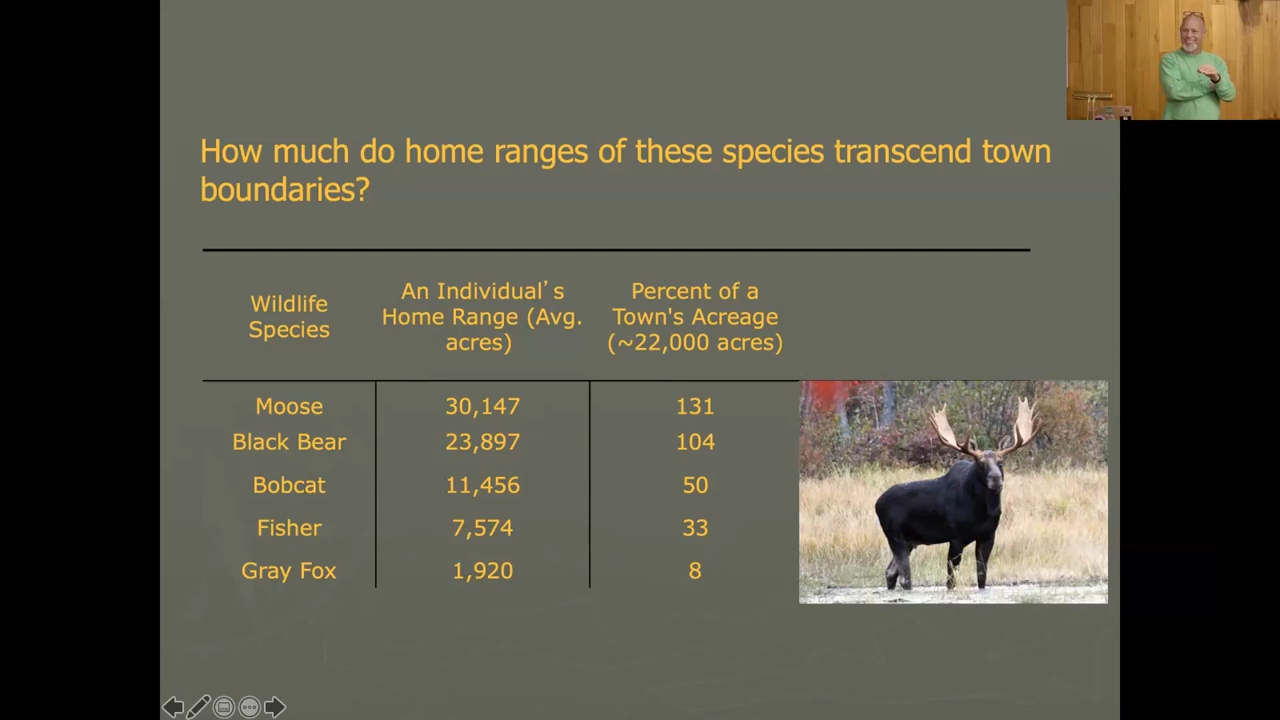 How much do home ranges of these species transcend town
boundaries?
Wildlife
Species
An Individual’s
Home Range (Avg.
acres)
Percent of a
Town's Acreage
(~22,000 acres)
Moose 30,147 131
Black Bear 23,897 104
Bobcat 11,456 50
Fisher 7,574 33
Gray Fox 1,920 8